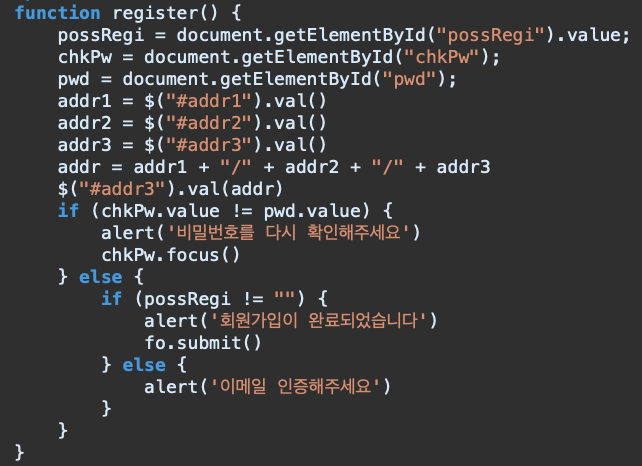 function register() {
    possRegi = document.getElementById("possRegi").value;
    chkPw = document.getElementById("chkPw");
    pwd = document.getElementById("pwd");
    addr1 = $("#addr1").val()
    addr2 = $("#addr2").val()
    addr3 = $("#addr3").val()
    addr = addr1 + "/" + addr2 + "/" + addr3
    $("#addr3").val(addr)
    if (chkPw.value != pwd.value) {
        alert('비밀번호를 다시 확인해주세요')
        chkPw.focus()
    } else {
        if (possRegi != "") {
            alert('회원가입이 완료되었습니다')
            fo.submit()
        } else {
            alert('이메일 인증해주세요')
        }
    }
}